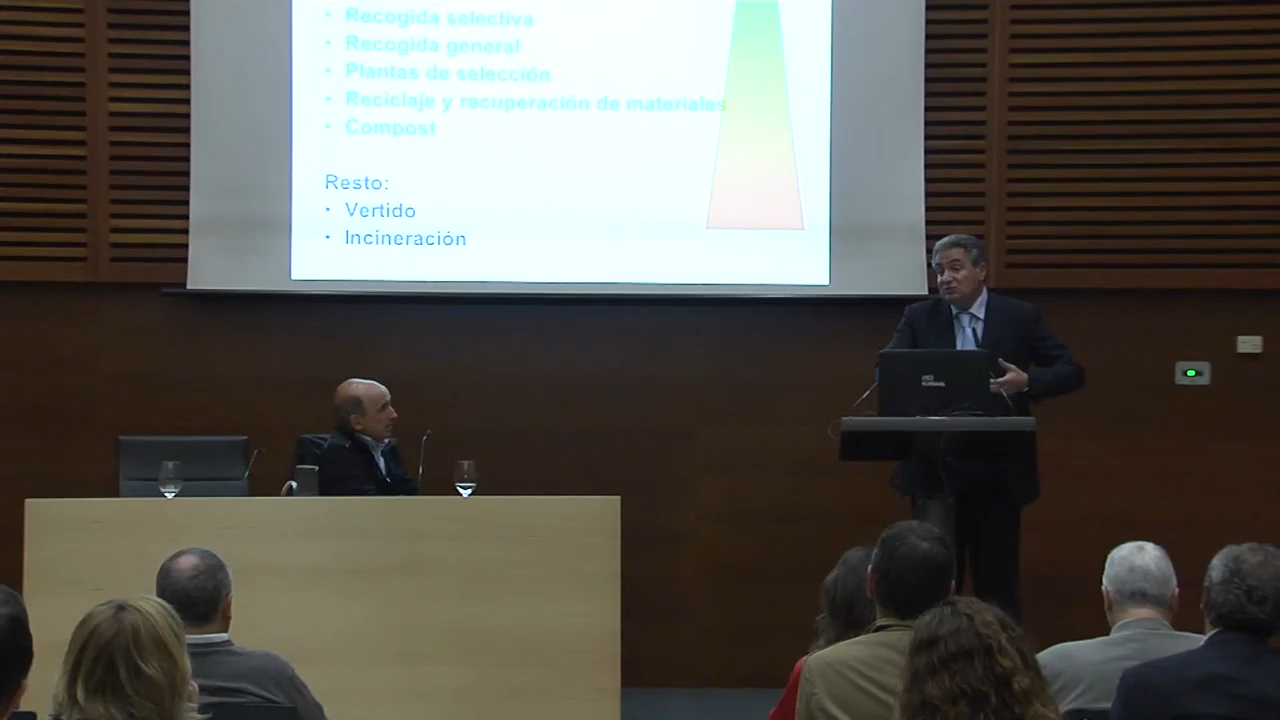 • Recogida selectiva
• Recogida general
• Plantas de selección
• Reciclaje y recuperación de materiales
• Compost
Resto:
• Vertido
• Incineración